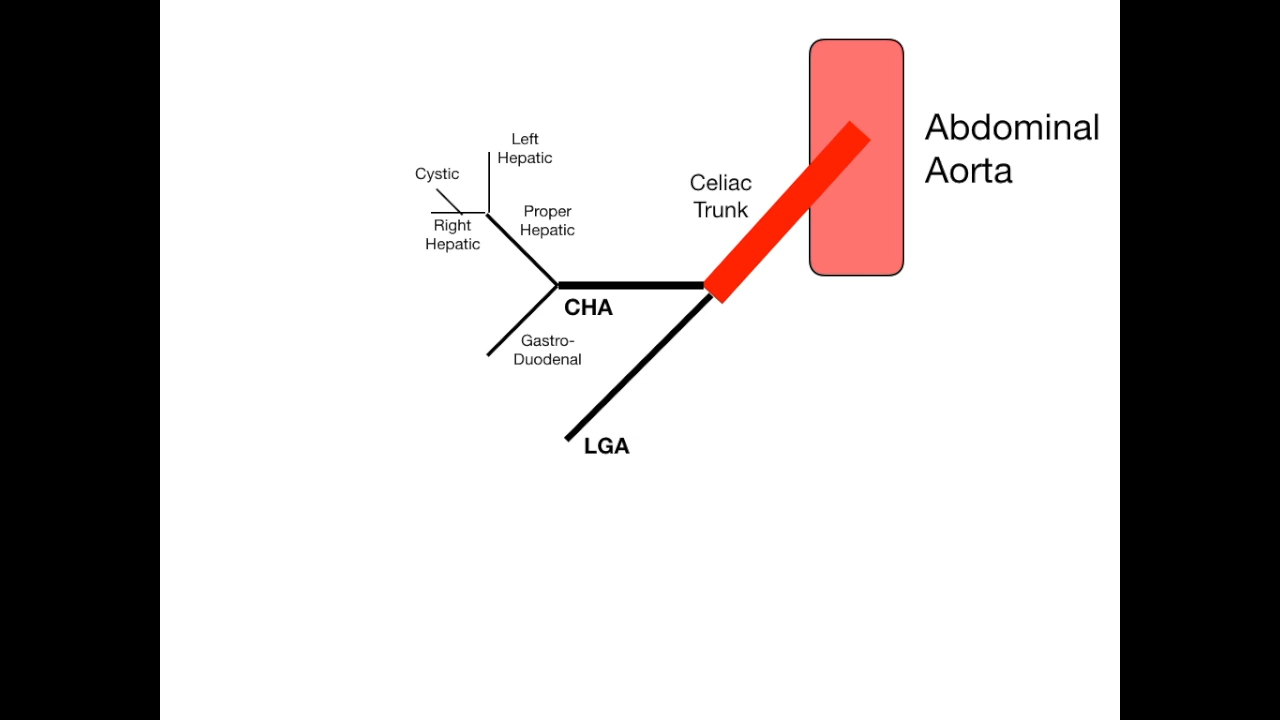 Abdominal
Aorta
Left
Hepatic
Cystic
Celiac
Trunk
Proper
Hepatic
Right
Hepatic
CHA
Gastro-
Duodenal
LGA